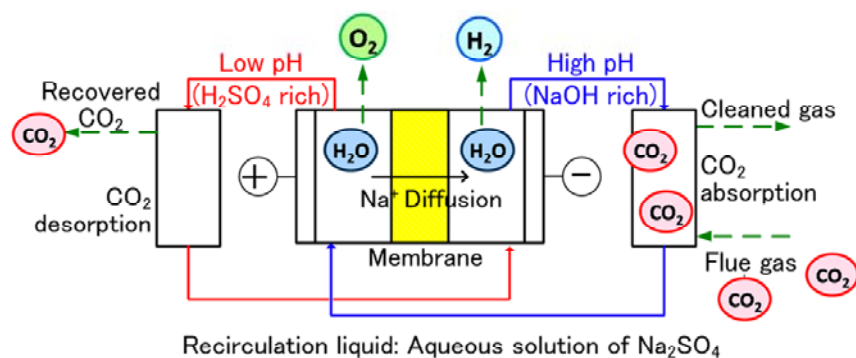 O₂
H₂
Low pH
(H₂SO₄ rich)
High pH
(NaOH rich)
Recovered
CO₂
CO₂
Cleaned gas
H₂O
H₂O
CO₂
CO₂
desorption
+
−
CO₂
absorption
CO₂
Na⁺ Diffusion
Membrane
Flue gas
CO₂
CO₂
Recirculation liquid: Aqueous solution of Na₂SO₄